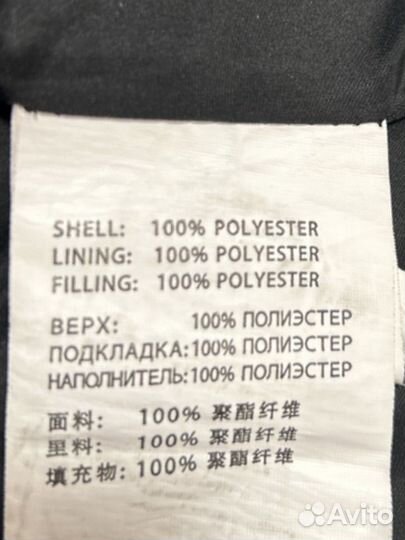 SHELL: 100% POLYESTER
LINING: 100% POLYESTER
FILLING: 100% POLYESTER
ВЕРХ: 100% ПОЛИЭСТЕР
ПОДКЛАДКА: 100% ПОЛИЭСТЕР
НАПОЛНИТЕЛЬ: 100% ПОЛИЭСТЕР
面料: 100% 聚酯纤维
里料: 100% 聚酯纤维
填充物: 100% 聚酯纤维
Avito